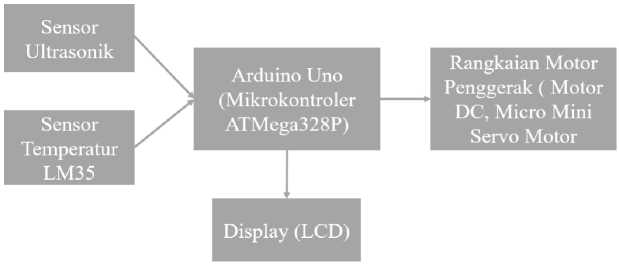 Sensor
Ultrasonik
Sensor
Temperatur
LM35
Arduino Uno
(Mikrokontroler
ATMega328P)
Rangkaian Motor
Penggerak ( Motor
DC, Micro Mini
Servo Motor
Display (LCD)